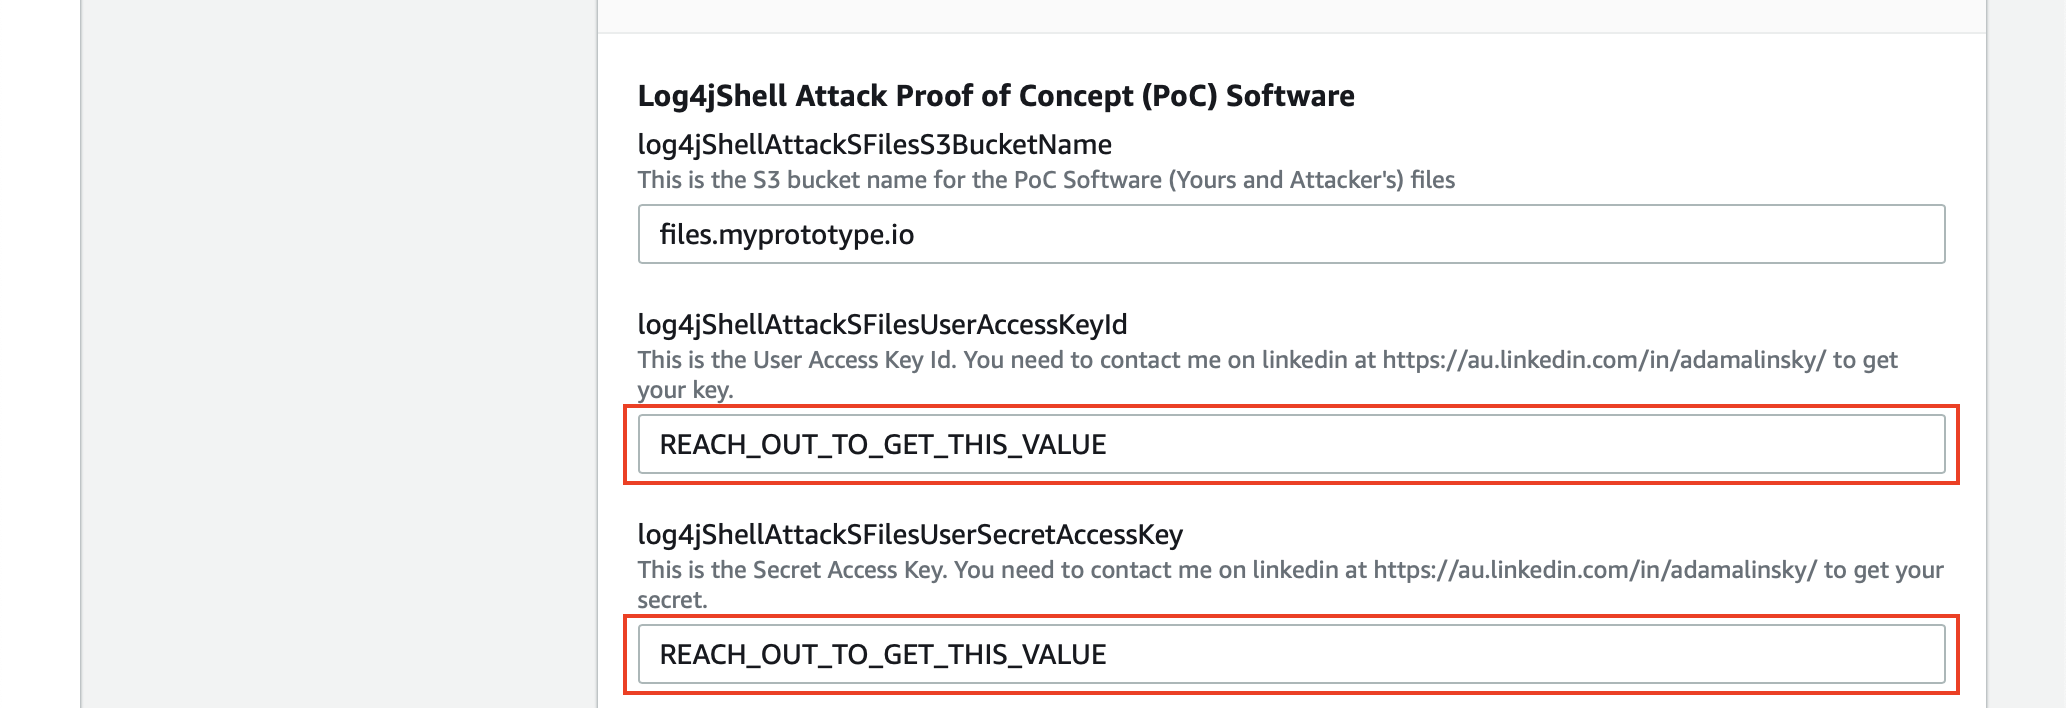 Log4jShell Attack Proof of Concept (PoC) Software
log4jShellAttackSFilesS3BucketName
This is the S3 bucket name for the PoC Software (Yours and Attacker's) files
files.myprototype.io
log4jShellAttackSFilesUserAccessKeyId
This is the User Access Key Id. You need to contact me on linkedin at https://au.linkedin.com/in/adamalinsky/ to get
your key.
REACH_OUT_TO_GET_THIS_VALUE
log4jShellAttackSFilesUserSecretAccessKey
This is the Secret Access Key. You need to contact me on linkedin at https://au.linkedin.com/in/adamalinsky/ to get your
secret.
REACH_OUT_TO_GET_THIS_VALUE